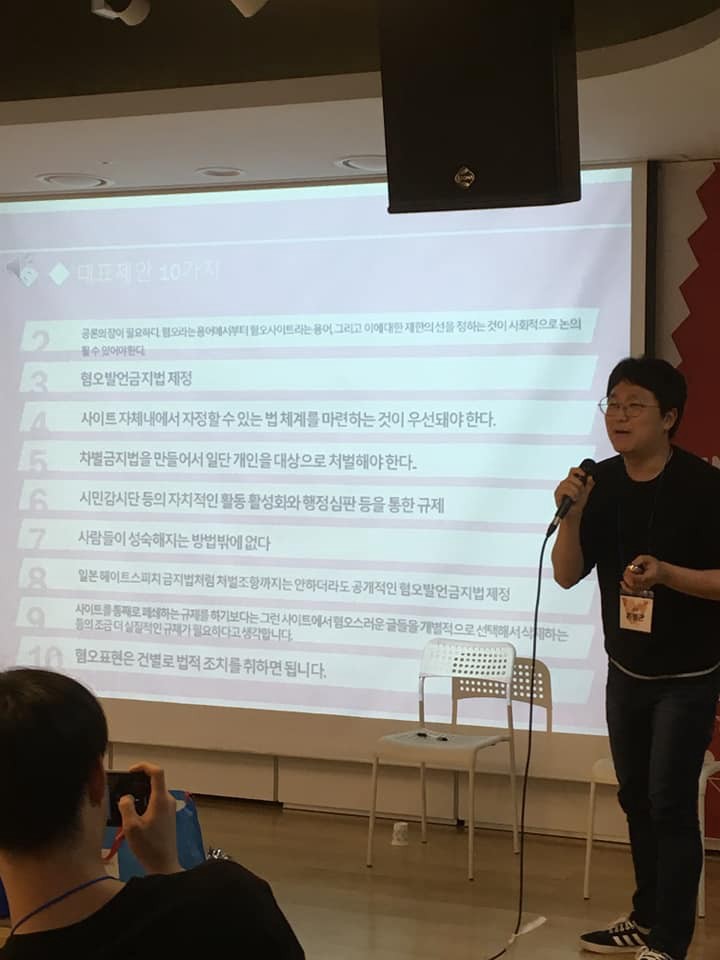 대표제안 10가지
2
공론의 장이 필요하다. 혐오라는 용어에서부터 혐오사이트라는 용어, 그리고 이에 대한 제한의 선을 정하는 것이 사회적으로 논의
될 수 있어야 한다.
3 혐오발언금지법 제정
4 사이트 자체내에서 자정할 수 있는 법 체계를 마련하는 것이 우선돼야 한다.
5 차별금지법을 만들어서 일단 개인을 대상으로 처벌해야 한다..
6 시민감시단 등의 자치적인 활동 활성화와 행정심판 등을 통한 규제
7 사람들이 성숙해지는 방법밖에 없다
8 일본 헤이트스피치 금지법처럼 처벌조항까지는 안하더라도 공개적인 혐오발언금지법 제정
9 사이트를 통째로 폐쇄하는 규제를 하기보다는 그런 사이트에서 혐오스러운 글들을 개별적으로 선택해서 삭제하는
등의 조금 더 실질적인 규제가 필요하다고 생각합니다.
10 혐오표현은 건별로 법적 조치를 취하면 됩니다.